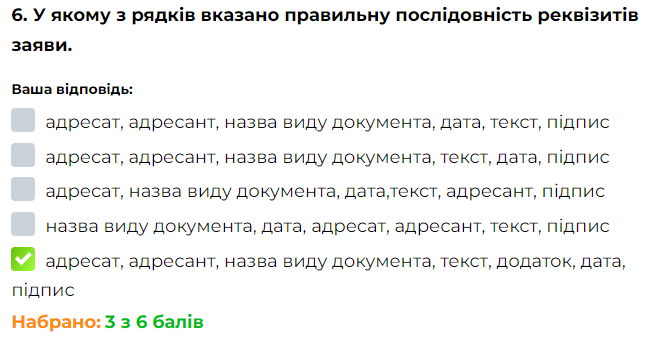 6. У якому з рядків вказано правильну послідовність реквізитів
заяви.
Ваша відповідь:
адресат, адресант, назва виду документа, дата, текст, підпис
адресат, адресант, назва виду документа, текст, дата, підпис
адресат, назва виду документа, дата,текст, адресант, підпис
назва виду документа, дата, адресат, адресант, текст, підпис
адресат, адресант, назва виду документа, текст, додаток, дата,
підпис
Набрано: 3 з 6 балів